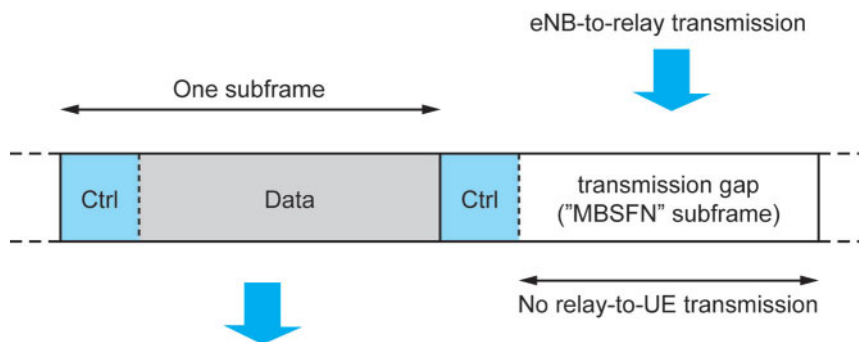 eNB-to-relay transmission
One subframe
Ctrl
Data
Ctrl
transmission gap
("MBSFN" subframe)
No relay-to-UE transmission